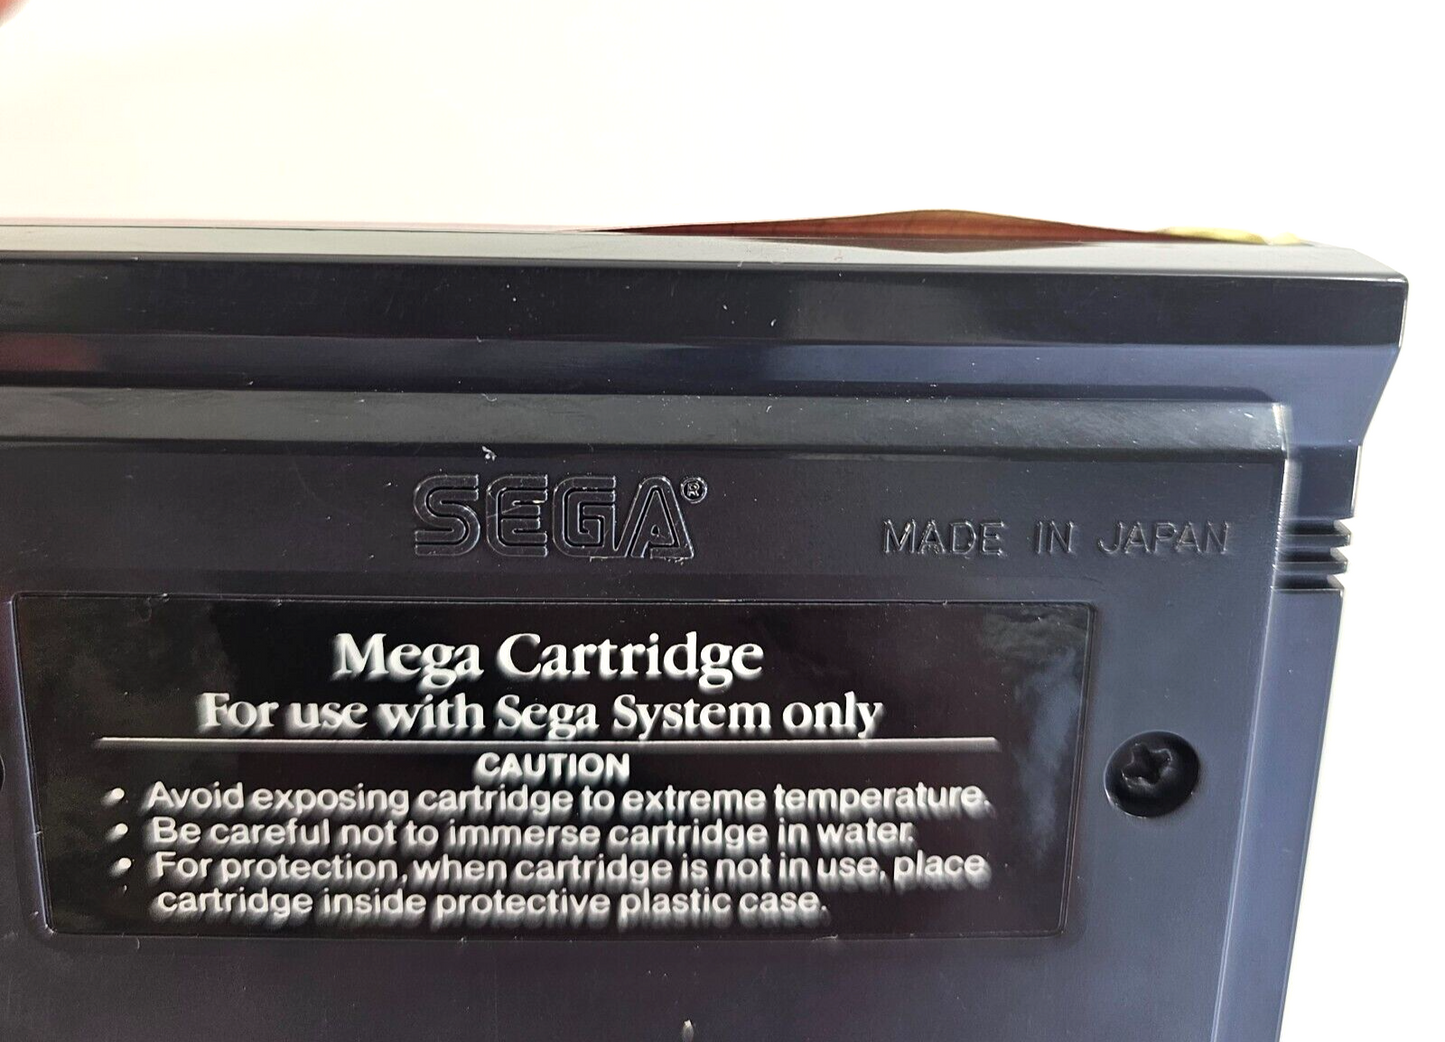 SEGA®
MADE IN JAPAN
Mega Cartridge
For use with Sega System only
CAUTION
• Avoid exposing cartridge to extreme temperature.
• Be careful not to immerse cartridge in water.
• For protection, when cartridge is not in use, place
cartridge inside protective plastic case.